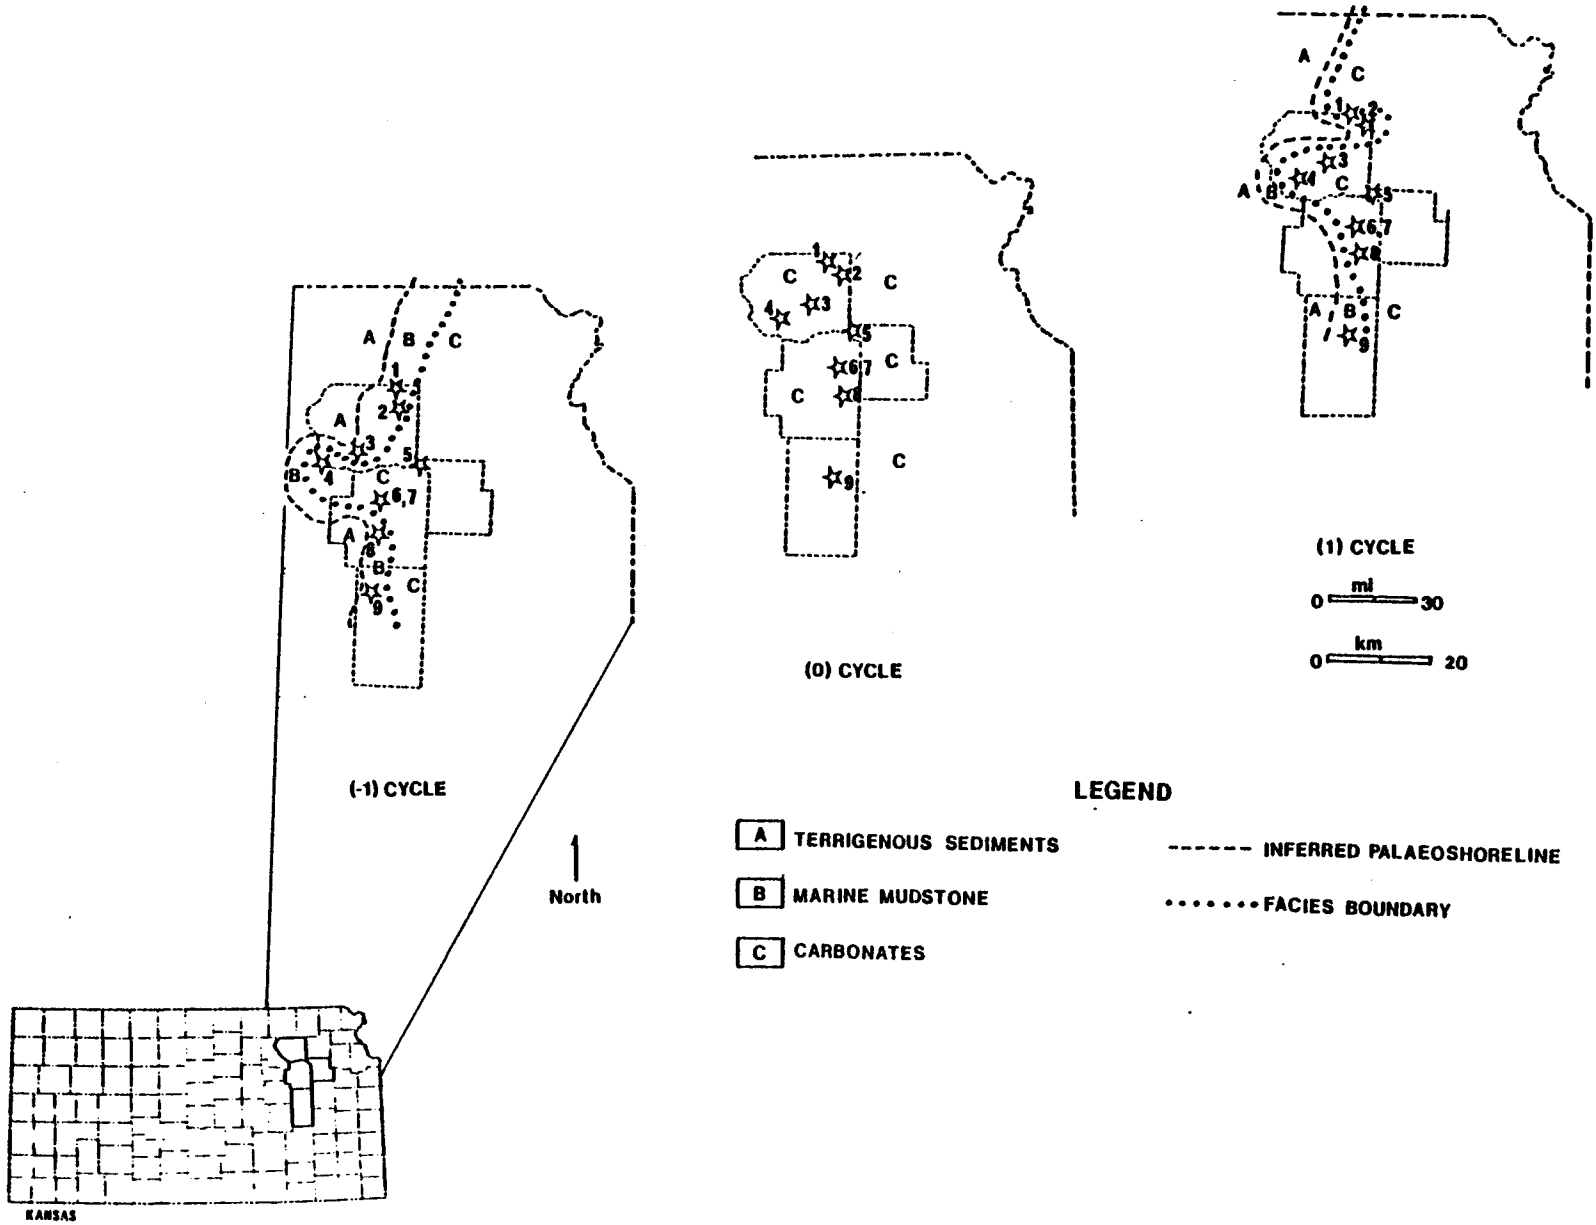 A
B
C
1
2
A
3
B
4
5
C
6,7
A
8
B
C
9
(-1) CYCLE
1
2
C
C
3
4
5
C
6
7
C
8
C
9
(0) CYCLE
A
C
1
2
3
4
C
A
B
5
6,7
8
A
B
C
9
(1) CYCLE
mi
0 30
km
0 20
North
LEGEND
A TERRIGENOUS SEDIMENTS
B MARINE MUDSTONE
C CARBONATES
INFERRED PALAEOSHORELINE
FACIES BOUNDARY
KANSAS